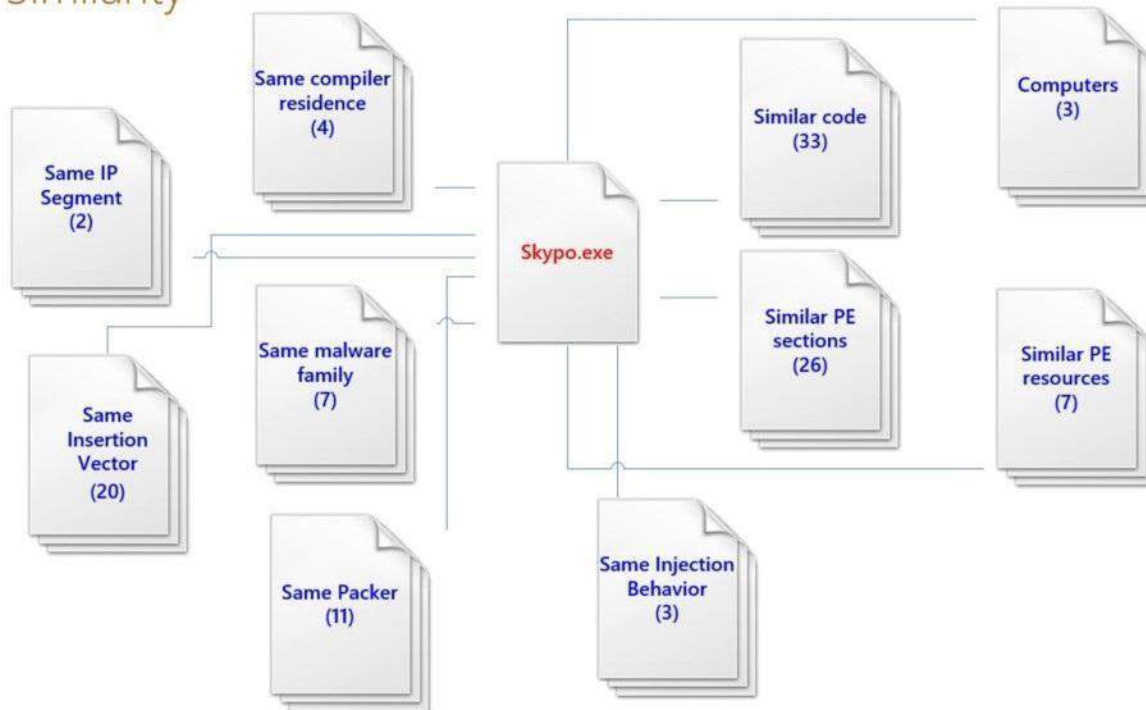 Similarity
Same compiler
residence
(4)
Similar code
(33)
Computers
(3)
Same IP
Segment
(2)
Skypo.exe
Same malware
family
(7)
Similar PE
sections
(26)
Similar PE
resources
(7)
Same
Insertion
Vector
(20)
Same Packer
(11)
Same Injection
Behavior
(3)